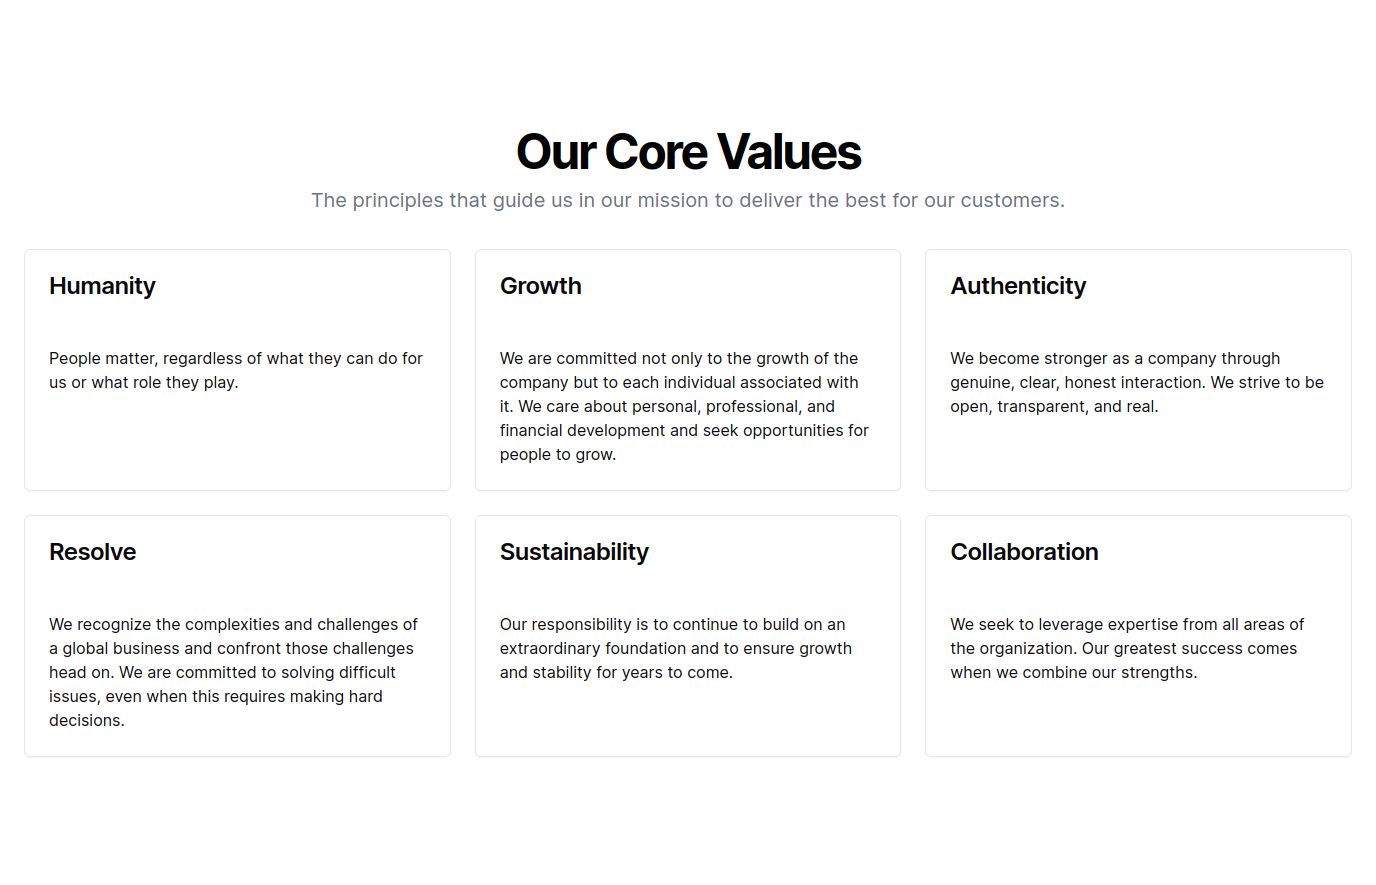 Our Core Values
The principles that guide us in our mission to deliver the best for our customers.
Humanity
People matter, regardless of what they can do for
us or what role they play.
Growth
We are committed not only to the growth of the
company but to each individual associated with
it. We care about personal, professional, and
financial development and seek opportunities for
people to grow.
Authenticity
We become stronger as a company through
genuine, clear, honest interaction. We strive to be
open, transparent, and real.
Resolve
We recognize the complexities and challenges of
a global business and confront those challenges
head on. We are committed to solving difficult
issues, even when this requires making hard
decisions.
Sustainability
Our responsibility is to continue to build on an
extraordinary foundation and to ensure growth
and stability for years to come.
Collaboration
We seek to leverage expertise from all areas of
the organization. Our greatest success comes
when we combine our strengths.